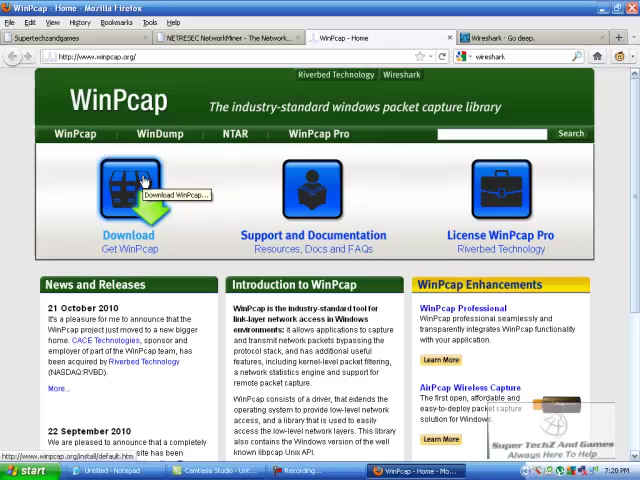 WinPcap - Home - Mozilla Firefox
File Edit View History Bookmarks Tools Help
Supertechzandgames
NETRESEC NetworkMiner - The Network...
WinPcap - Home
Wireshark · Go deep.
http://www.winpcap.org/
wireshark
Riverbed Technology Wireshark
WinPcap
The industry-standard windows packet capture library
WinPcap WinDump NTAR WinPcap Pro Search
Download WinPcap...
Download
Get WinPcap
Support and Documentation
Resources, Docs and FAQs
License WinPcap Pro
Riverbed Technology
News and Releases
21 October 2010
It's a pleasure for me to announce that the
WinPcap project just moved to a new bigger
home. CACE Technologies, sponsor and
employer of part of the WinPcap team, has
been acquired by Riverbed Technology
(NASDAQ:RVBD).
More...
22 September 2010
We are pleased to announce that a completely
site has been
Introduction to WinPcap
WinPcap is the industry-standard tool for
link-layer network access in Windows
environments: it allows applications to capture
and transmit network packets bypassing the
protocol stack, and has additional useful
features, including kernel-level packet filtering,
a network statistics engine and support for
remote packet capture.
WinPcap consists of a driver, that extends the
operating system to provide low-level network
access, and a library that is used to easily
access the low-level network layers. This library
also contains the Windows version of the well
known libpcap Unix API.
WinPcap Enhancements
WinPcap Professional
WinPcap professional seamlessly and
transparently integrates WinPcap functionality
with your application.
Learn More
AirPcap Wireless Capture
The first open, affordable and
easy-to-deploy packet capture
solution for Windows
Learn More
Super TechZ And Games
Always Here To Help
http://www.winpcap.org/install/default.htm
start
Untitled - Notepad
Camtasia Studio - Unt...
Recording...
WinPcap - Home - Mo...
7:20 PM